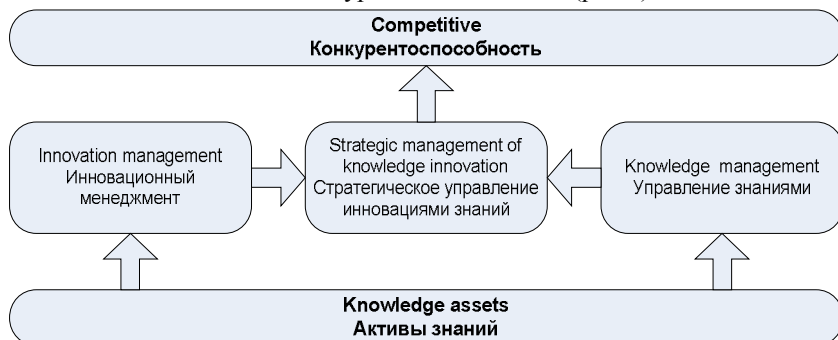 Competitive
Конкурентоспособность
Innovation management
Инновационный
менеджмент
Strategic management of
knowledge innovation
Стратегическое управление
инновациями знаний
Knowledge management
Управление знаниями
Knowledge assets
Активы знаний